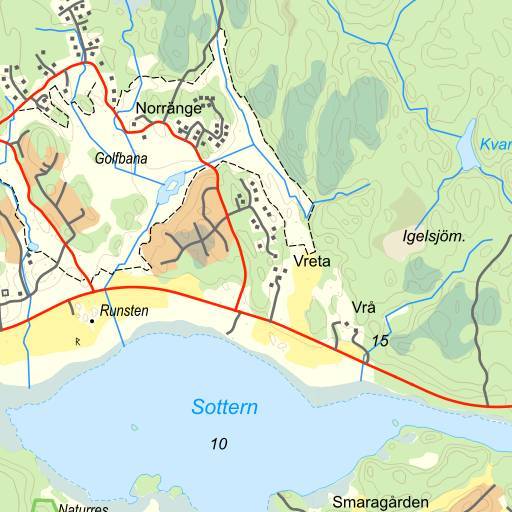 Norränge
Golfbana
Kvar
Igelsjöm.
Vreta
Runsten
Vrå
15
R
Sottern
10
Smaragården
Naturres